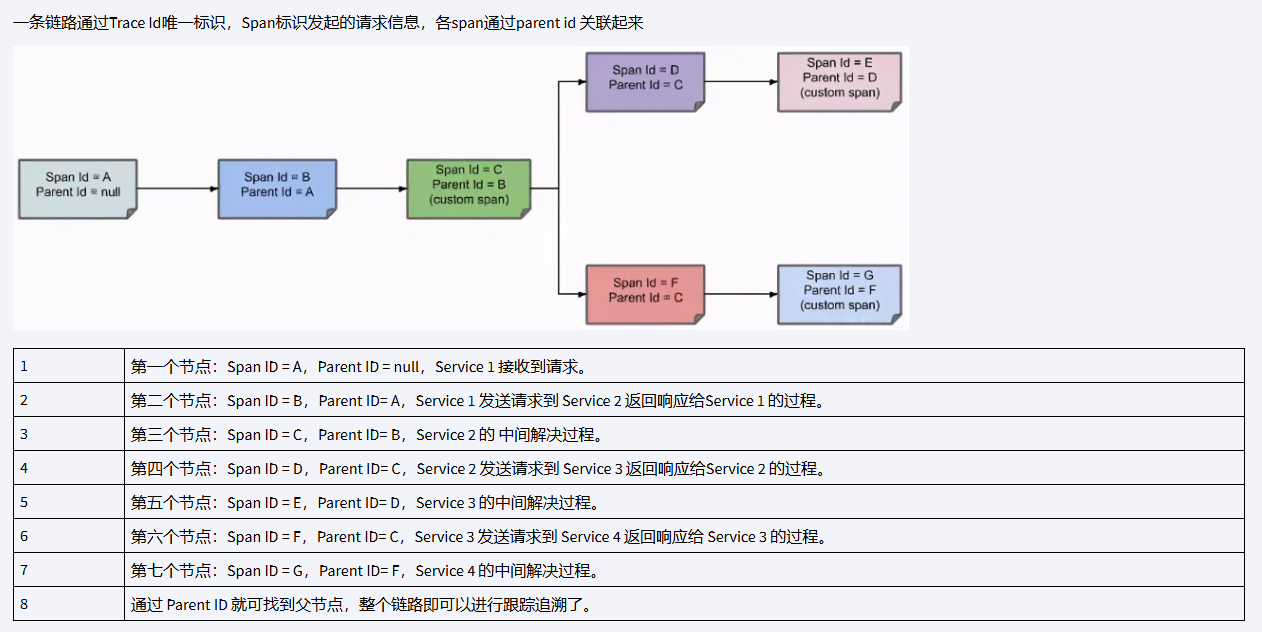 一条链路通过Trace Id唯一标识，Span标识发起的请求信息，各span通过parent id 关联起来
Span Id = D
Parent Id = C
Span Id = E
Parent Id = D
(custom span)
Span Id = A
Parent Id = null
Span Id = B
Parent Id = A
Span Id = C
Parent Id = B
(custom span)
Span Id = F
Parent Id = C
Span Id = G
Parent Id = F
(custom span)
1 第一个节点：Span ID = A，Parent ID = null，Service 1 接收到请求。
2 第二个节点：Span ID = B，Parent ID= A，Service 1 发送请求到 Service 2 返回响应给Service 1 的过程。
3 第三个节点：Span ID = C，Parent ID= B，Service 2 的 中间解决过程。
4 第四个节点：Span ID = D，Parent ID= C，Service 2 发送请求到 Service 3 返回响应给Service 2 的过程。
5 第五个节点：Span ID = E，Parent ID= D，Service 3 的中间解决过程。
6 第六个节点：Span ID = F，Parent ID= C，Service 3 发送请求到 Service 4 返回响应给 Service 3 的过程。
7 第七个节点：Span ID = G，Parent ID= F，Service 4 的中间解决过程。
8 通过 Parent ID 就可找到父节点，整个链路即可以进行跟踪追溯了。